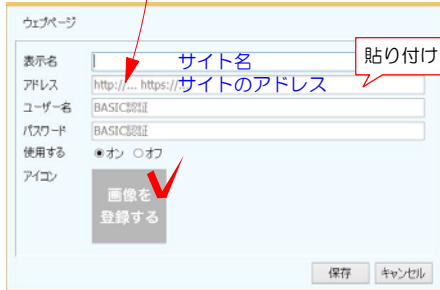 ウェブページ
表示名 サイト名
貼り付け
アドレス http://... https://... サイトのアドレス
ユーザー名 BASIC認証
パスワード BASIC認証
使用する オン オフ
アイコン
画像を
登録する
保存 キャンセル